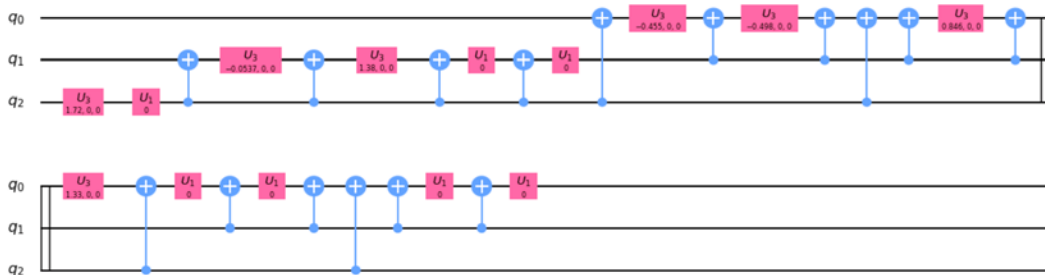 q₀ U₃ −0.455, 0, 0 U₃ −0.498, 0, 0 U₃ 0.846, 0, 0
q₁ U₃ −0.0537, 0, 0 U₃ 1.38, 0, 0 U₁ 0 U₁ 0
q₂ U₃ 1.72, 0, 0 U₁ 0
q₀ U₃ 1.33, 0, 0 U₁ 0 U₁ 0 U₁ 0 U₁ 0
q₁
q₂